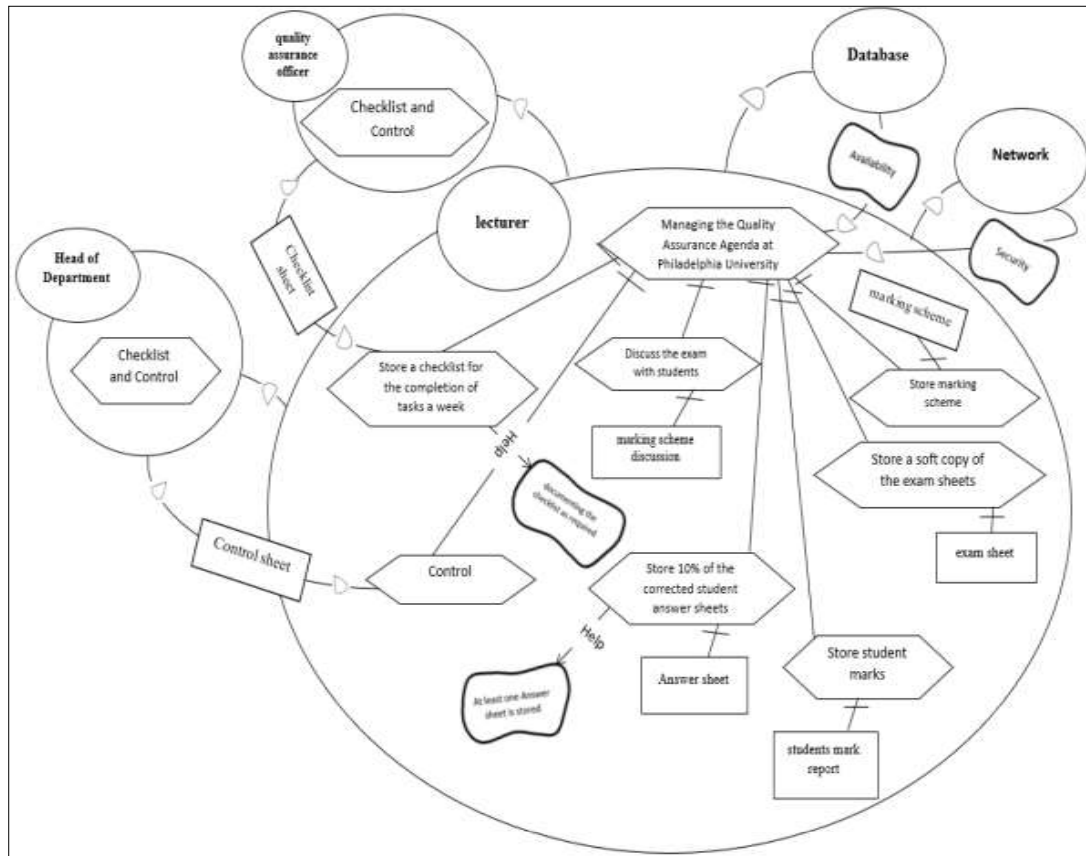 quality
assurance
officer
Checklist and
Control
Database
Availability
Network
Security
lecturer
Managing the Quality
Assurance Agenda at
Philadelphia University
Head of
Department
Checklist
and Control
Checklist
sheet
marking scheme
Store a checklist for
the completion of
tasks a week
Discuss the exam
with students
Store marking
scheme
Help
marking scheme
discussion
Store a soft copy of
the exam sheets
documenting the
checklist as required
Control sheet
Control
exam sheet
Store 10% of the
corrected student
answer sheets
Help
Store student
marks
Answer sheet
At least one Answer
sheet is stored
students mark
report